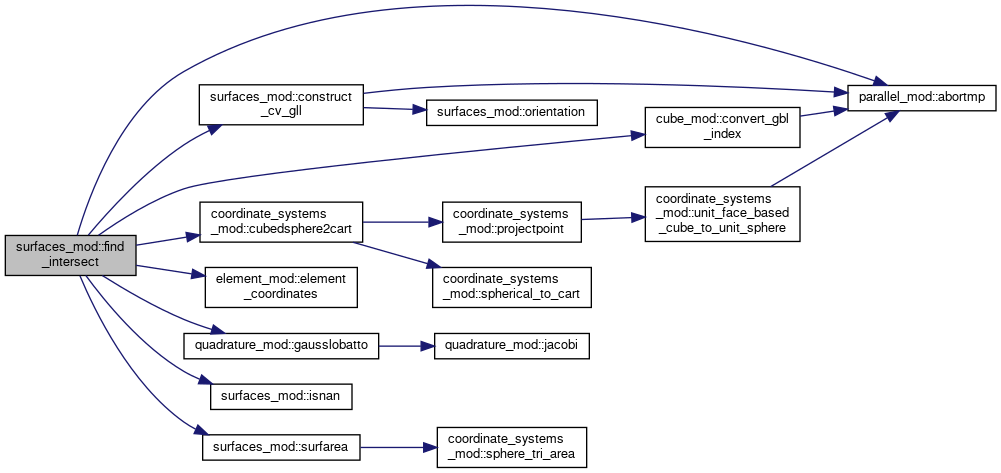 surfaces_mod::find
_intersect
surfaces_mod::construct
_cv_gll
surfaces_mod::orientation
parallel_mod::abortmp
cube_mod::convert_gbl
_index
coordinate_systems
_mod::cubedsphere2cart
coordinate_systems
_mod::projectpoint
coordinate_systems
_mod::unit_face_based
_cube_to_unit_sphere
coordinate_systems
_mod::spherical_to_cart
element_mod::element
_coordinates
quadrature_mod::gausslobatto
quadrature_mod::jacobi
surfaces_mod::isnan
surfaces_mod::surfarea
coordinate_systems
_mod::sphere_tri_area